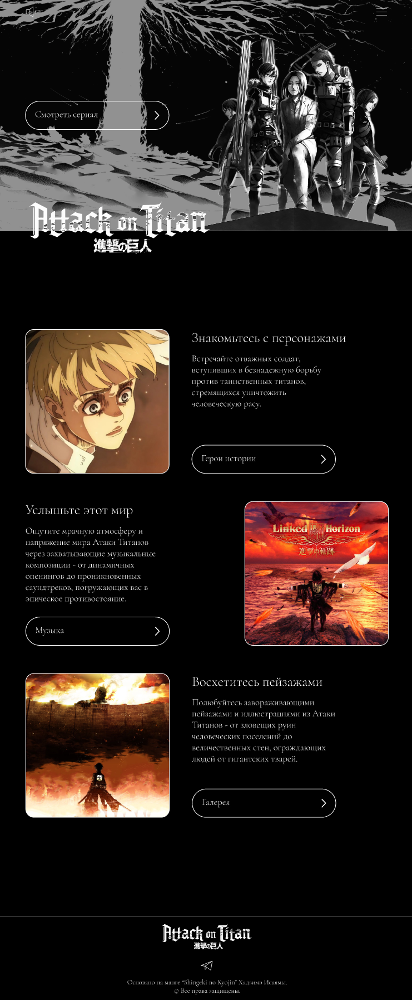 Смотреть сериал
Attack on Titan
進撃の巨人
Знакомьтесь с персонажами
Встречайте отважных солдат,
вступивших в безнадежную борьбу
против таинственных титанов,
стремящихся уничтожить
человеческую расу.
Герои истории
Услышьте этот мир
Ощутите мрачную атмосферу и
напряжение мира Атаки Титанов
через захватывающие музыкальные
композиции - от динамичных
опенингов до проникновенных
саундтреков, погружающих вас в
эпическое противостояние.
Музыка
Linked Horizon
進撃の軌跡
Восхетитесь пейзажами
Полюбуйтесь завораживающими
пейзажами и иллюстрациями из Атаки
Титанов - от зловещих руин
человеческих поселений до
величественных стен, ограждающих
людей от гигантских тварей.
Галерея
Attack on Titan
進撃の巨人
Основано на манге “Shingeki no Kyojin” Хадзимэ Исаямы.
© Все права защищены.